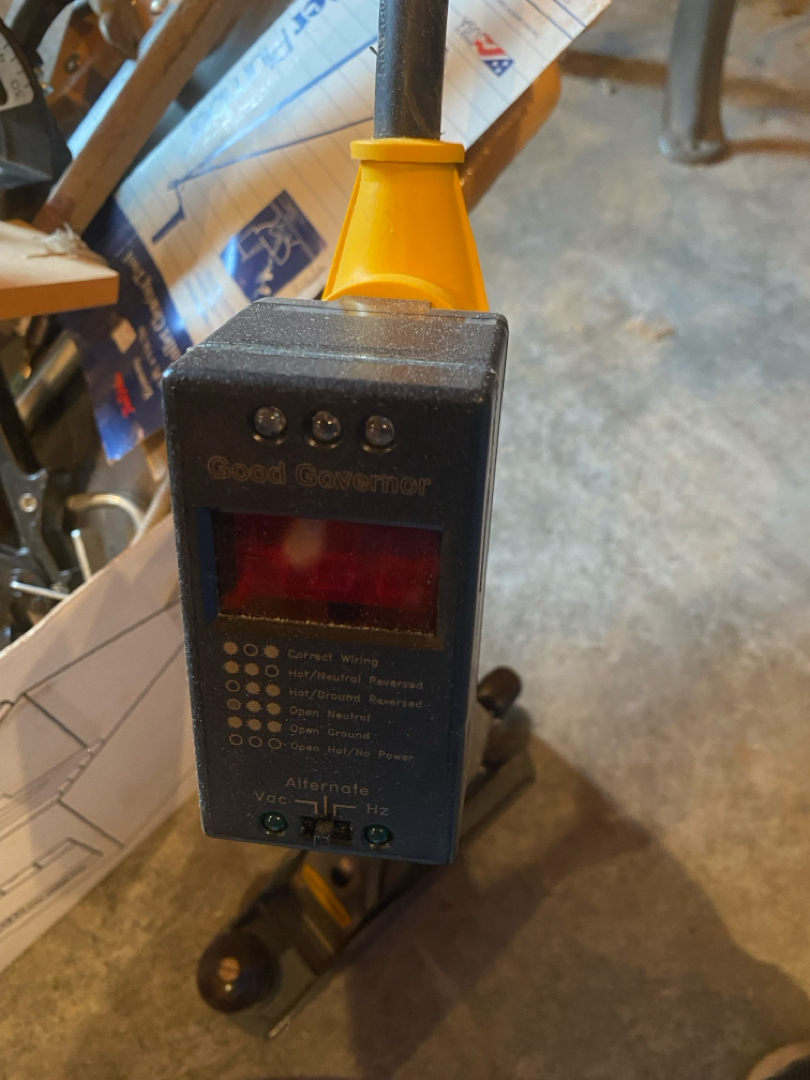 Good Governor
Correct Wiring
Hot/Neutral Reversed
Hot/Ground Reversed
Open Neutral
Open Ground
Open Hot/No Power
Alternate
Vac
Hz